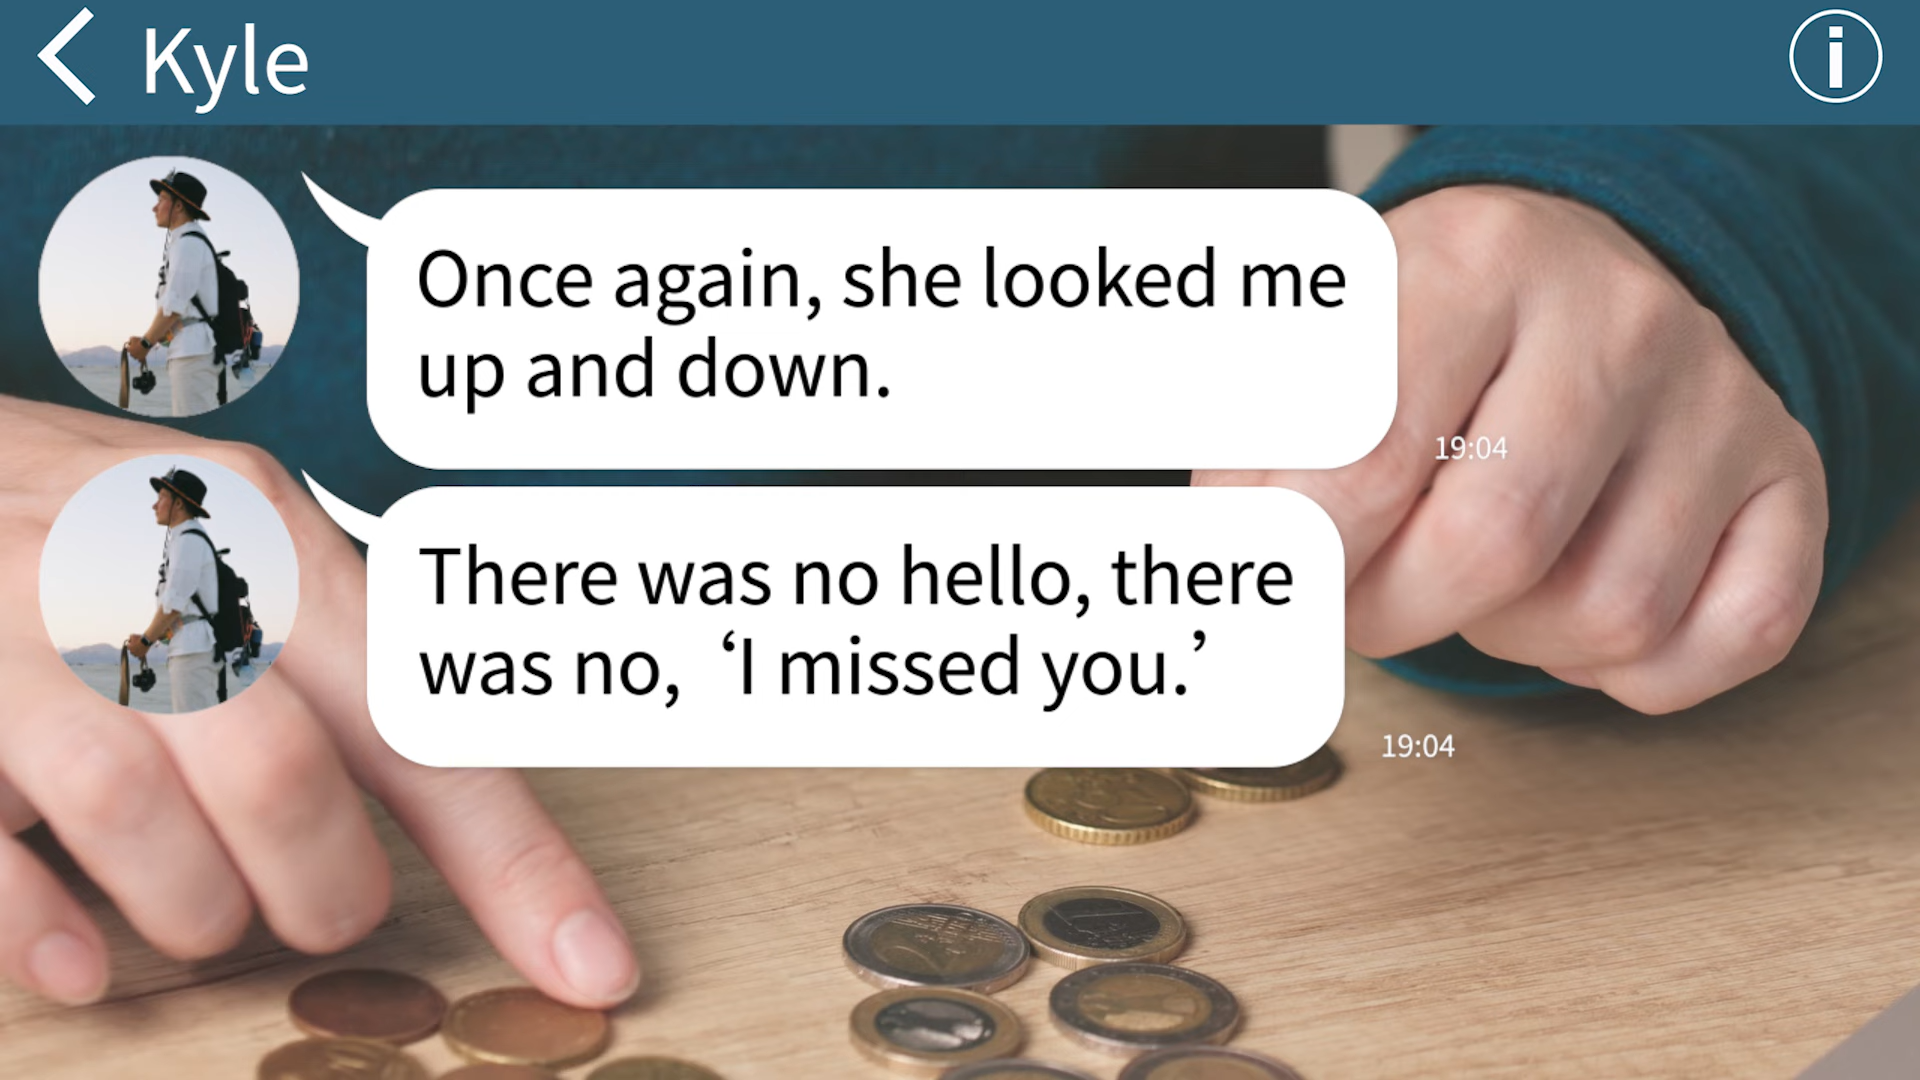 Kyle
Once again, she looked me
up and down.
19:04
There was no hello, there
was no, ‘I missed you.’
19:04